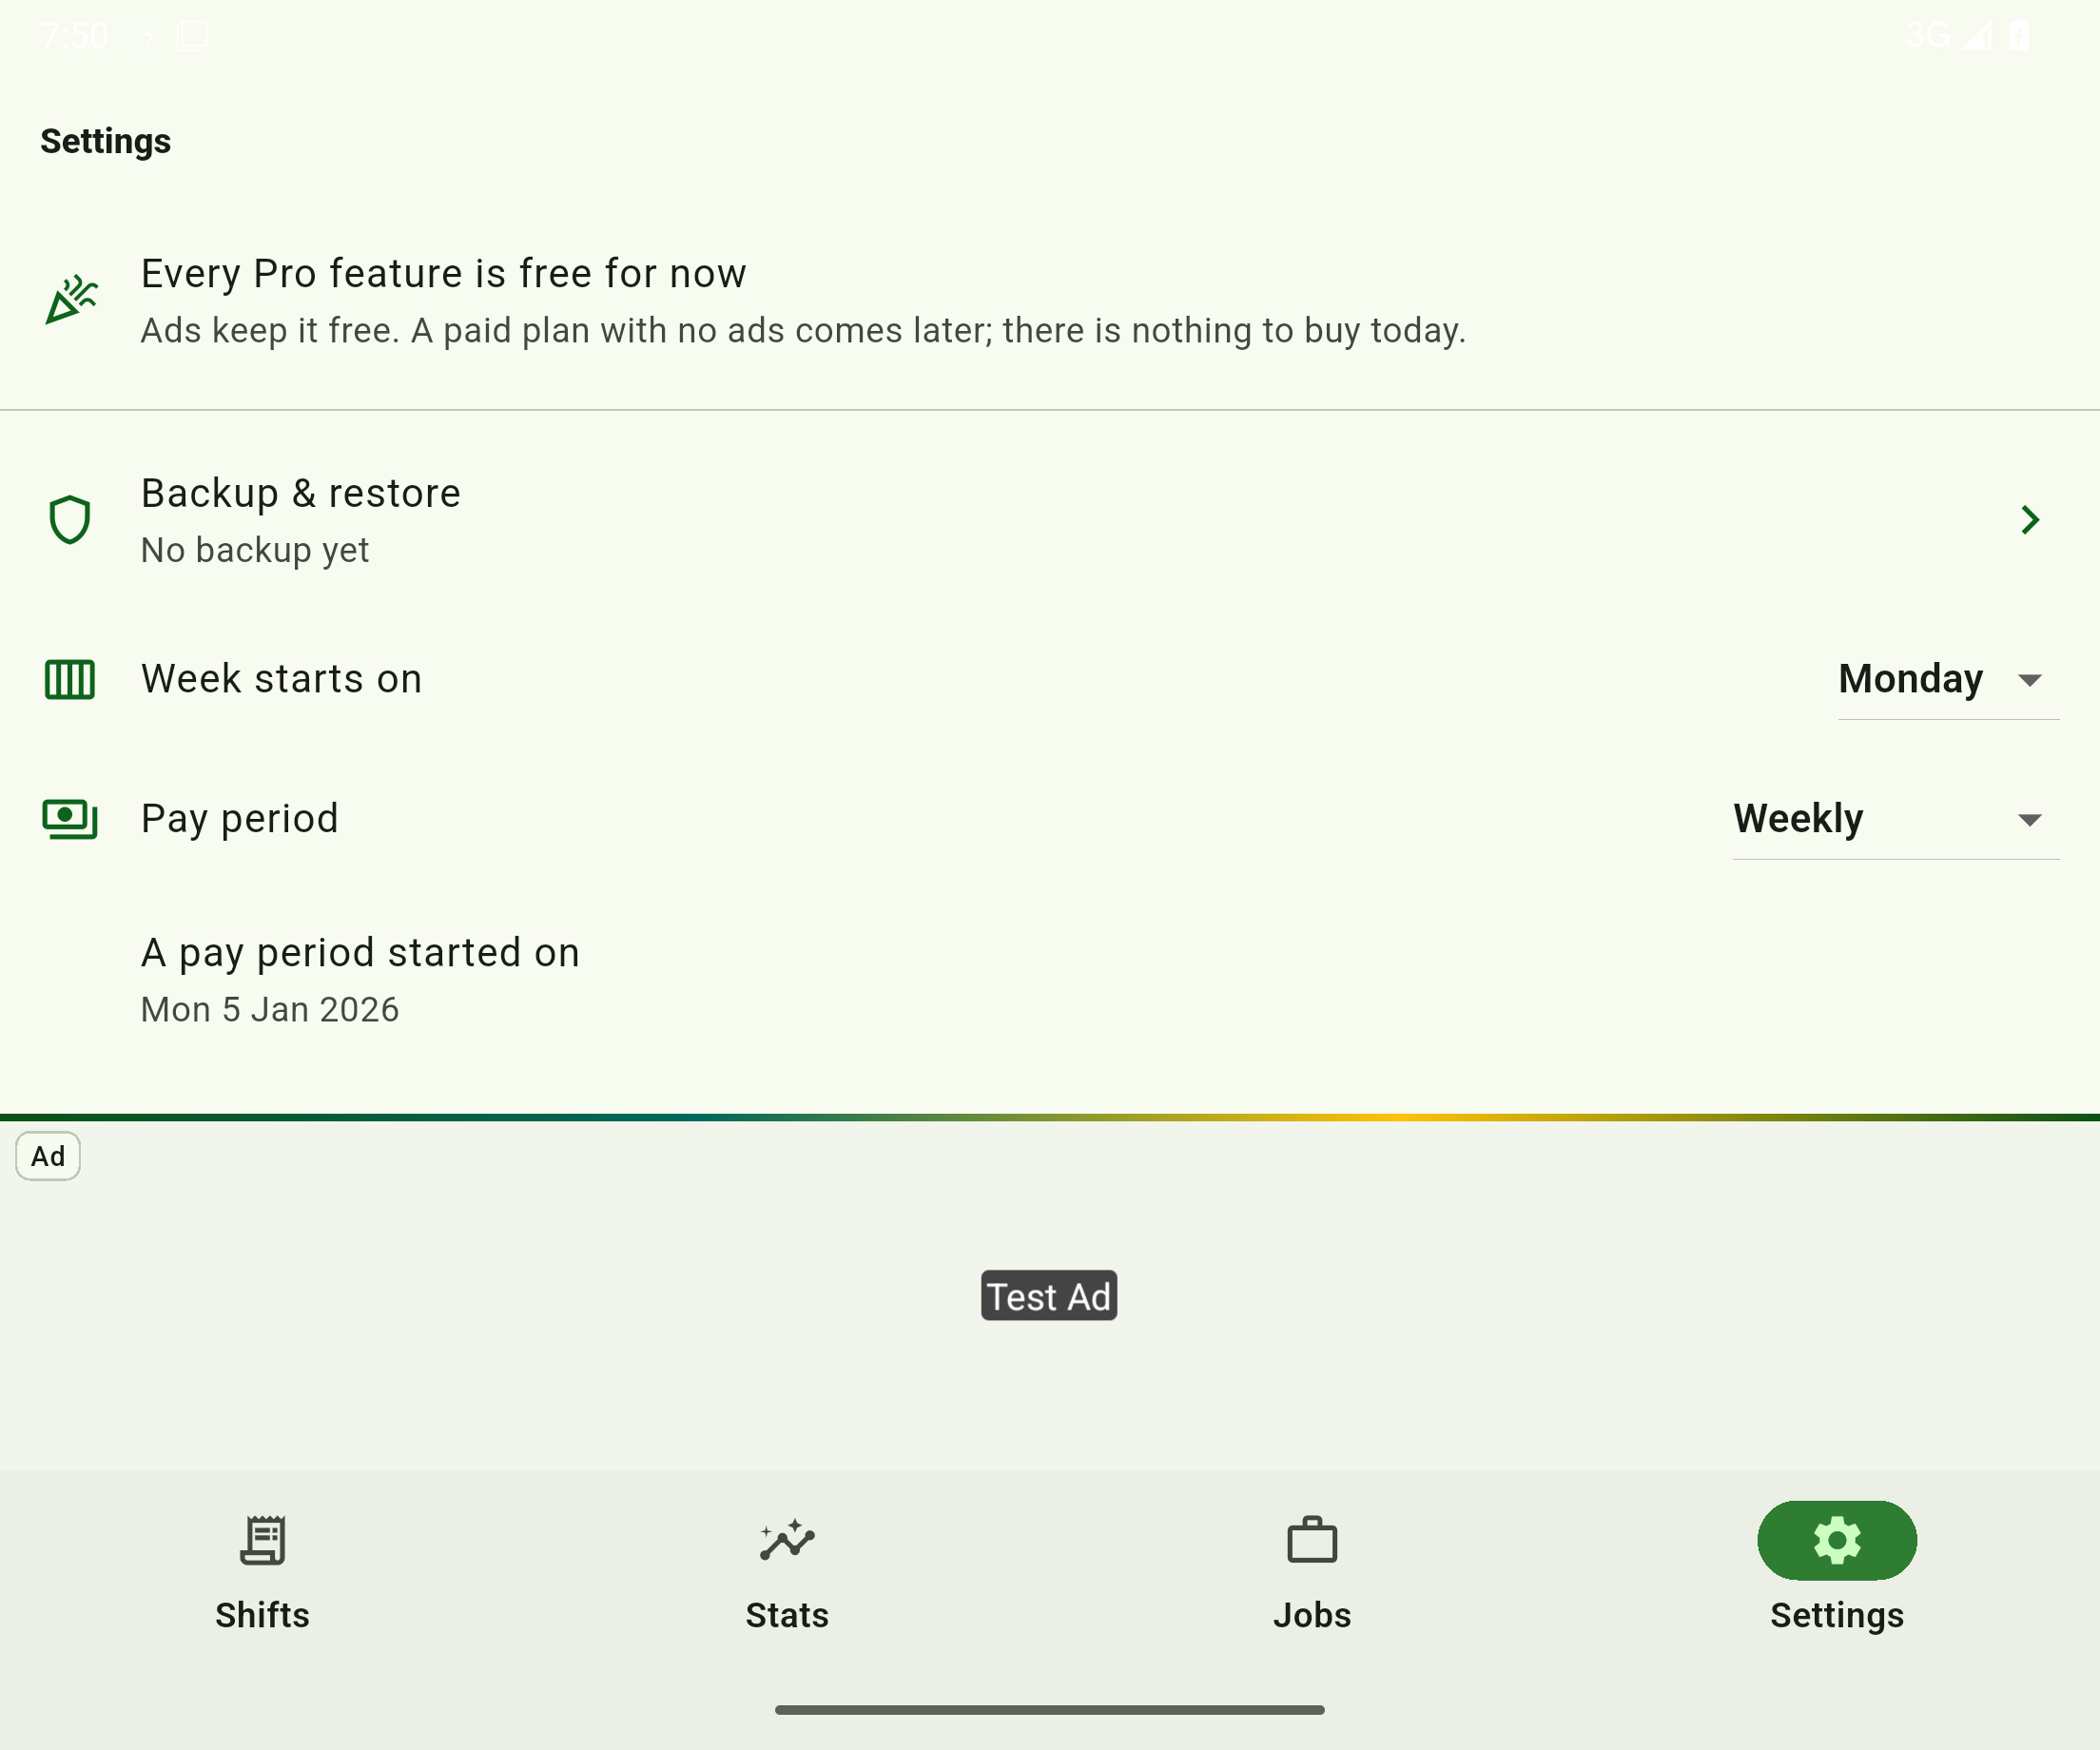 7:50
3G
Settings
Every Pro feature is free for now
Ads keep it free. A paid plan with no ads comes later; there is nothing to buy today.
Backup & restore
No backup yet
Week starts on
Monday
Pay period
Weekly
A pay period started on
Mon 5 Jan 2026
Ad
Test Ad
Shifts
Stats
Jobs
Settings